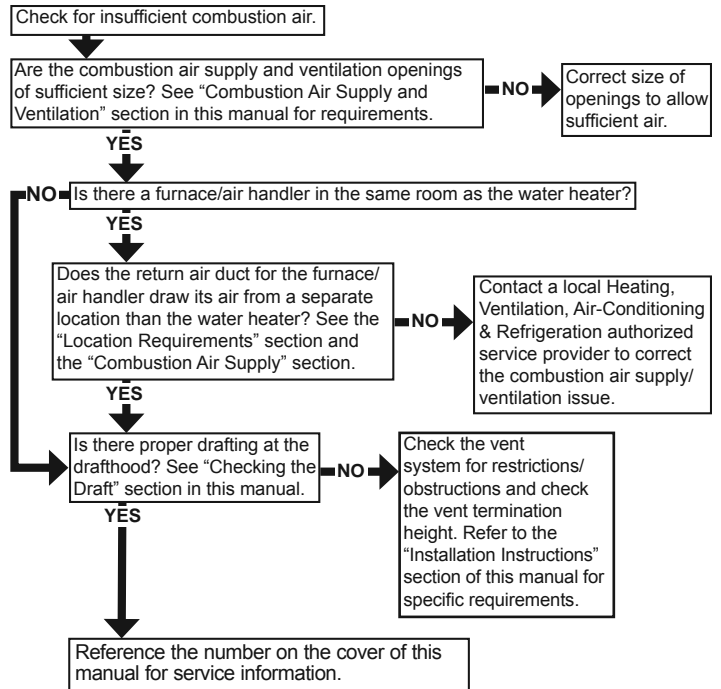 Check for insufficient combustion air.
Are the combustion air supply and ventilation openings
of sufficient size? See “Combustion Air Supply and
Ventilation” section in this manual for requirements.
NO
Correct size of
openings to allow
sufficient air.
YES
NO
Is there a furnace/air handler in the same room as the water heater?
YES
Does the return air duct for the furnace/
air handler draw its air from a separate
location than the water heater? See the
“Location Requirements” section and
the “Combustion Air Supply” section.
NO
Contact a local Heating,
Ventilation, Air-Conditioning
& Refrigeration authorized
service provider to correct
the combustion air supply/
ventilation issue.
YES
Is there proper drafting at the
drafthood? See “Checking the
Draft” section in this manual.
NO
Check the vent
system for restrictions/
obstructions and check
the vent termination
height. Refer to the
“Installation Instructions”
section of this manual for
specific requirements.
YES
Reference the number on the cover of this
manual for service information.